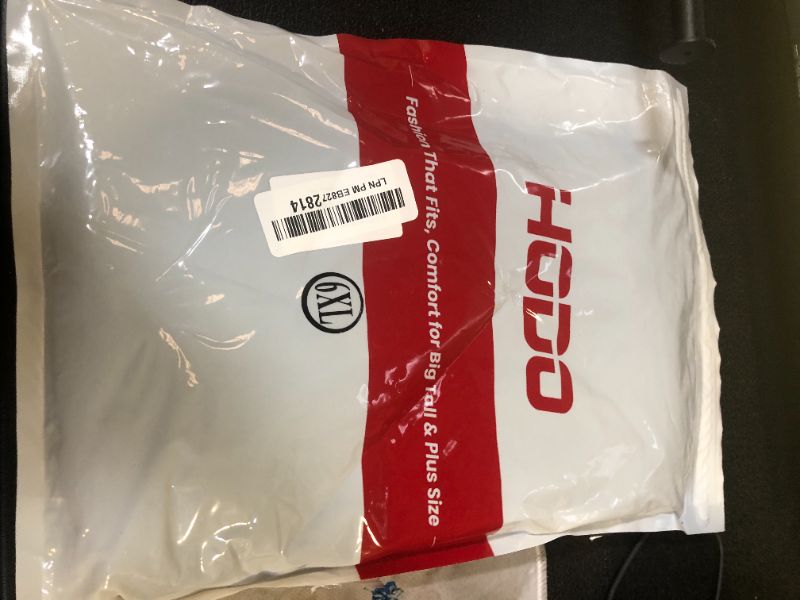 HODO
Fashion That Fits, Comfort for Big Tall & Plus Size
LPN PM EB8272814
6XL